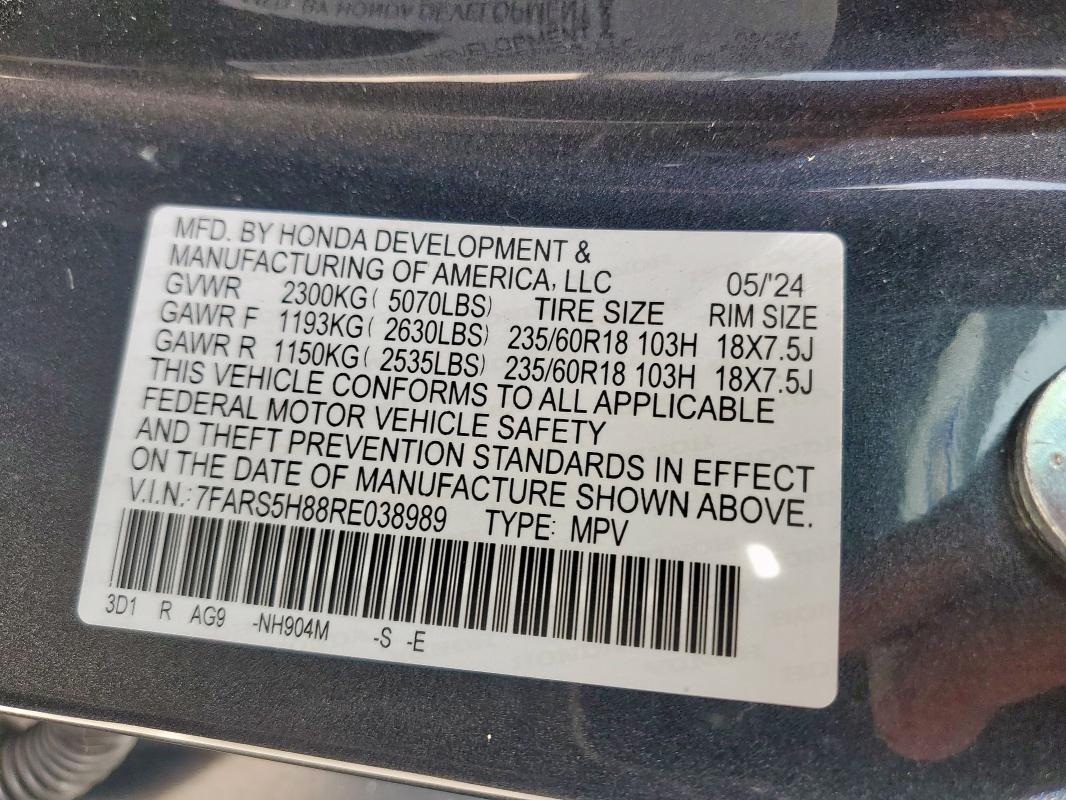 MFD. BY HONDA DEVELOPMENT &
MANUFACTURING OF AMERICA, LLC 05/'24
GVWR 2300KG( 5070LBS) TIRE SIZE RIM SIZE
GAWR F 1193KG( 2630LBS) 235/60R18 103H 18X7.5J
GAWR R 1150KG( 2535LBS) 235/60R18 103H 18X7.5J
THIS VEHICLE CONFORMS TO ALL APPLICABLE
FEDERAL MOTOR VEHICLE SAFETY
AND THEFT PREVENTION STANDARDS IN EFFECT
ON THE DATE OF MANUFACTURE SHOWN ABOVE.
V.I.N.: 7FARS5H88RE038989 TYPE: MPV
3D1 R AG9 -NH904M -S -E